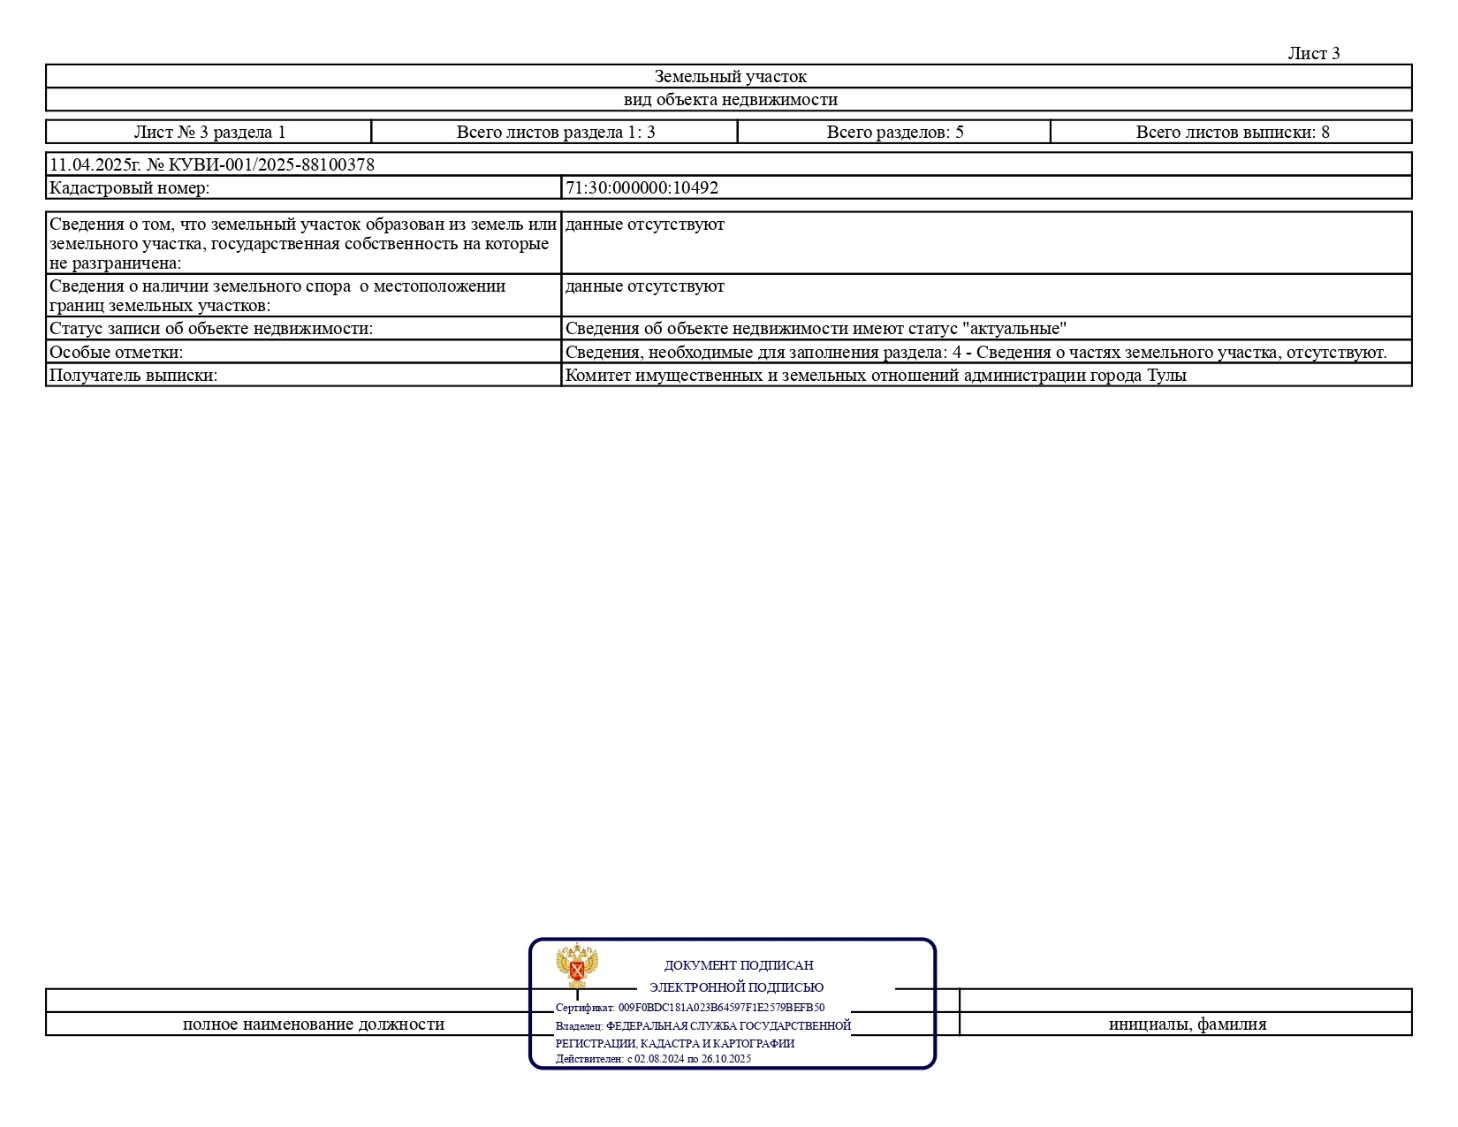 Лист 3
Земельный участок
вид объекта недвижимости
Лист № 3 раздела 1
Всего листов раздела 1: 3
Всего разделов: 5
Всего листов выписки: 8
11.04.2025г. № КУВИ-001/2025-88100378
Кадастровый номер:
71:30:000000:10492
Сведения о том, что земельный участок образован из земель или
земельного участка, государственная собственность на которые
не разграничена:
данные отсутствуют
Сведения о наличии земельного спора о местоположении
границ земельных участков:
данные отсутствуют
Статус записи об объекте недвижимости:
Сведения об объекте недвижимости имеют статус "актуальные"
Особые отметки:
Сведения, необходимые для заполнения раздела: 4 - Сведения о частях земельного участка, отсутствуют.
Получатель выписки:
Комитет имущественных и земельных отношений администрации города Тулы
ДОКУМЕНТ ПОДПИСАН
ЭЛЕКТРОННОЙ ПОДПИСЬЮ
Сертификат: 009F0BDC181A023B64597F1E2579BEFB50
Владелец: ФЕДЕРАЛЬНАЯ СЛУЖБА ГОСУДАРСТВЕННОЙ
РЕГИСТРАЦИИ, КАДАСТРА И КАРТОГРАФИИ
Действителен: с 02.08.2024 по 26.10.2025
полное наименование должности
инициалы, фамилия